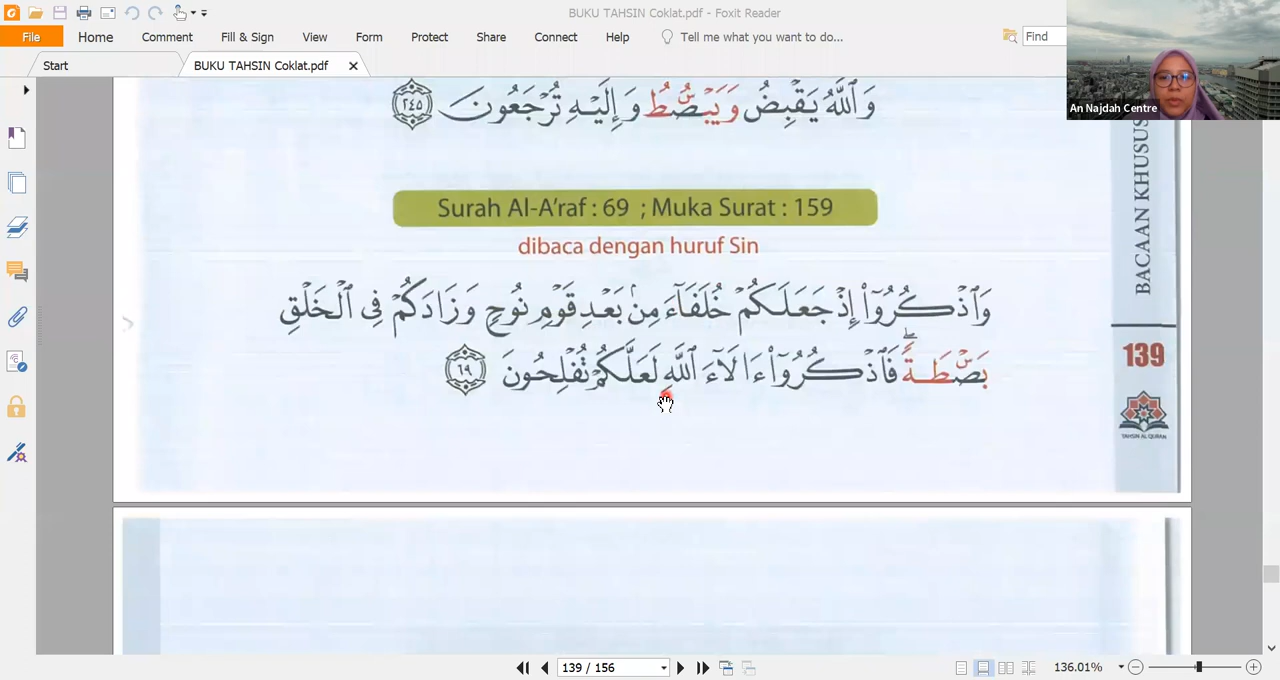 BUKU TAHSIN Coklat.pdf - Foxit Reader
File Home Comment Fill & Sign View Form Protect Share Connect Help Tell me what you want to do... Find
Start BUKU TAHSIN Coklat.pdf
An Najdah Centre
وَٱللَّهُ يَقۡبِضُ وَيَبۡصُۜطُ وَإِلَيۡهِ تُرۡجَعُونَ ٢٤٥
Surah Al-A'raf : 69 ; Muka Surat : 159
dibaca dengan huruf Sin
وَٱذۡكُرُوٓاْ إِذۡ جَعَلَكُمۡ خُلَفَآءَ مِنۢ بَعۡدِ قَوۡمِ نُوحٖ وَزَادَكُمۡ فِي ٱلۡخَلۡقِ
بَصۜۡطَةٗۖ فَٱذۡكُرُوٓاْ ءَالَآءَ ٱللَّهِ لَعَلَّكُمۡ تُفۡلِحُونَ ٦٩
BACAAN KHUSUS
139
TAHSIN AL QURAN
139 / 156
136.01%